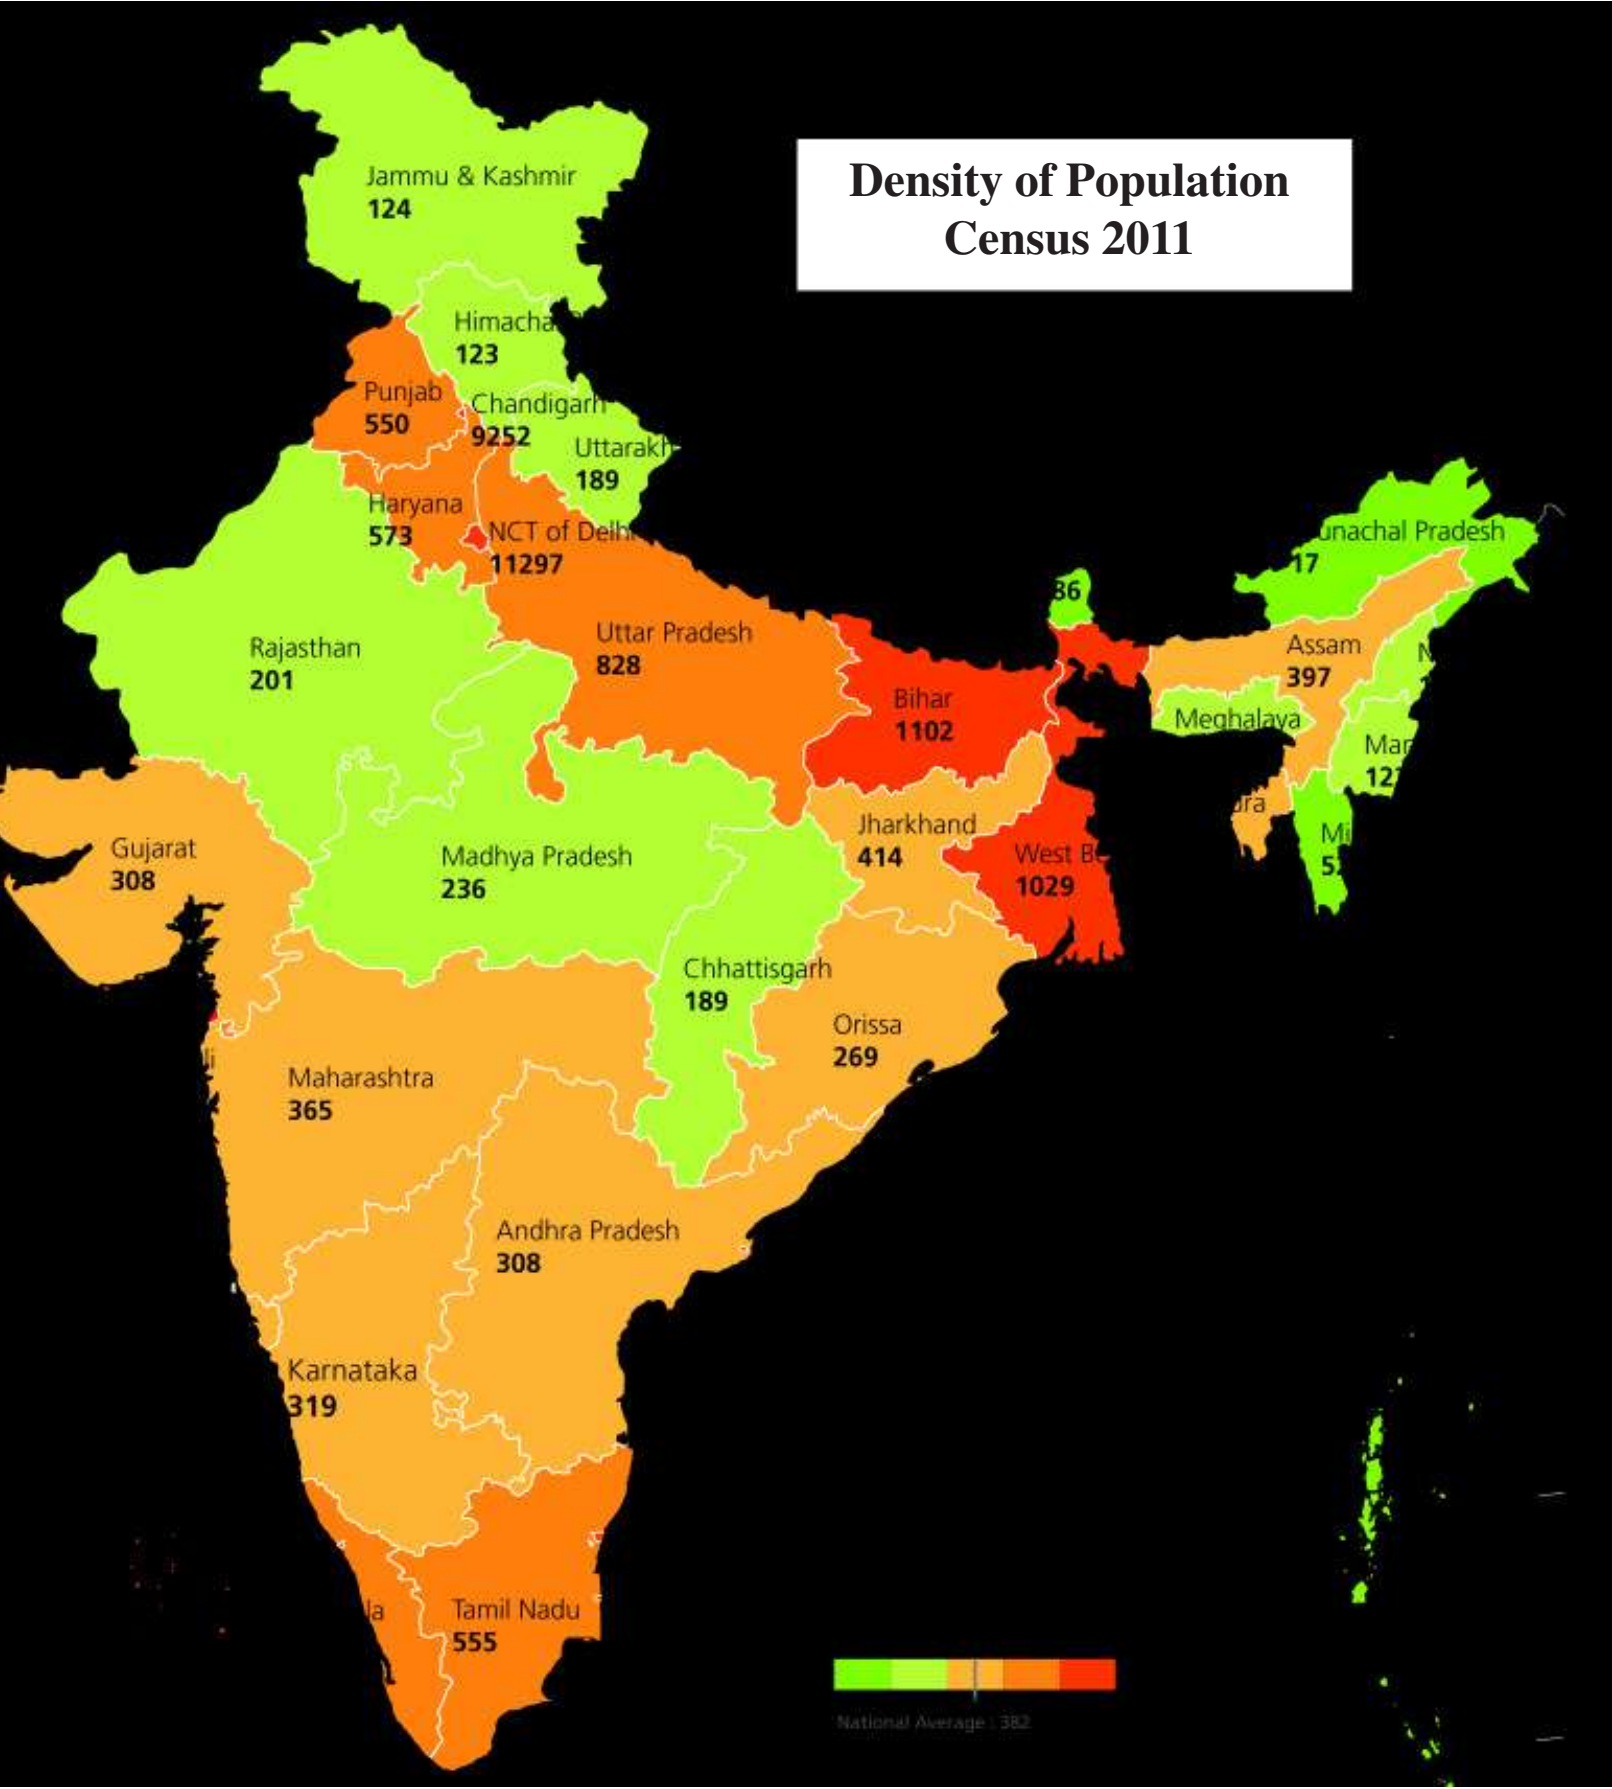 Density of Population
Census 2011
Jammu & Kashmir
124
123
Punjab
550
Chandigarh
9252
189
Haryana
573
NCT of Delhi
11297
unachal Pradesh
17
86
Rajasthan
201
Uttar Pradesh
828
Assam
397
Bihar
1102
Meghalaya
Gujarat
308
Madhya Pradesh
236
Jharkhand
414
West
1029
Chhattisgarh
189
Orissa
269
Maharashtra
365
Andhra Pradesh
308
Karnataka
319
Tamil Nadu
555
National Average : 382